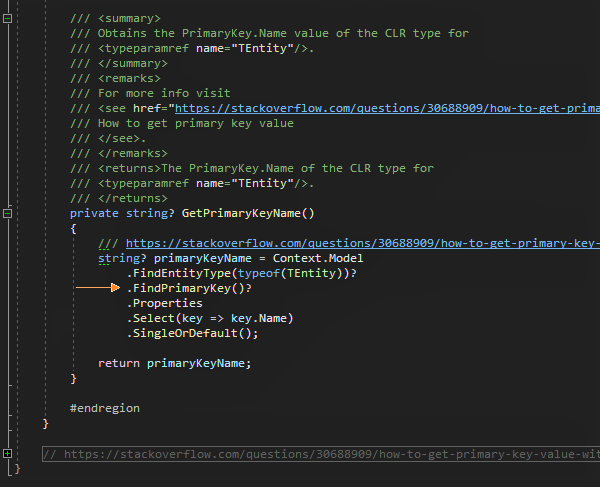 /// <summary>
/// Obtains the PrimaryKey.Name value of the CLR type for
/// <typeparamref name="TEntity"/>.
/// </summary>
/// <remarks>
/// For more info visit
/// <see href="https://stackoverflow.com/questions/30688909/how-to-get-prima
/// How to get primary key value
/// </see>.
/// </remarks>
/// <returns>The PrimaryKey.Name of the CLR type for
/// <typeparamref name="TEntity"/>.
/// </returns>
private string? GetPrimaryKeyName()
{
/// https://stackoverflow.com/questions/30688909/how-to-get-primary-key-
string? primaryKeyName = Context.Model
.FindEntityType(typeof(TEntity))?
.FindPrimaryKey()?
.Properties
.Select(key => key.Name)
.SingleOrDefault();
return primaryKeyName;
}
#endregion
}
// https://stackoverflow.com/questions/30688909/how-to-get-primary-key-value-wit
}